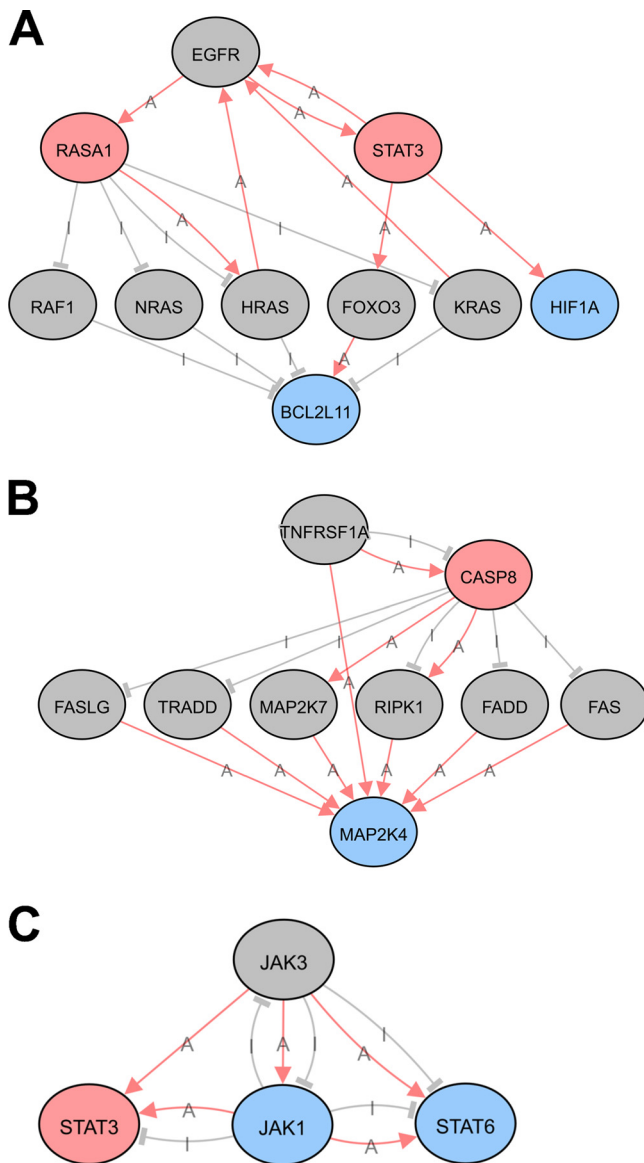 A
EGFR
A
A
A
RASA1
STAT3
A
A
A
A
I
I
I
A
I
RAF1
NRAS
HRAS
FOXO3
KRAS
HIF1A
I
I
I
A
I
BCL2L11
B
TNFRSF1A
I
A
CASP8
I
I
A
I
A
I
I
A
FASLG
TRADD
MAP2K7
RIPK1
FADD
FAS
A
A
A
A
A
A
MAP2K4
C
JAK3
A
I
A
I
A
I
STAT3
A
I
JAK1
I
A
STAT6